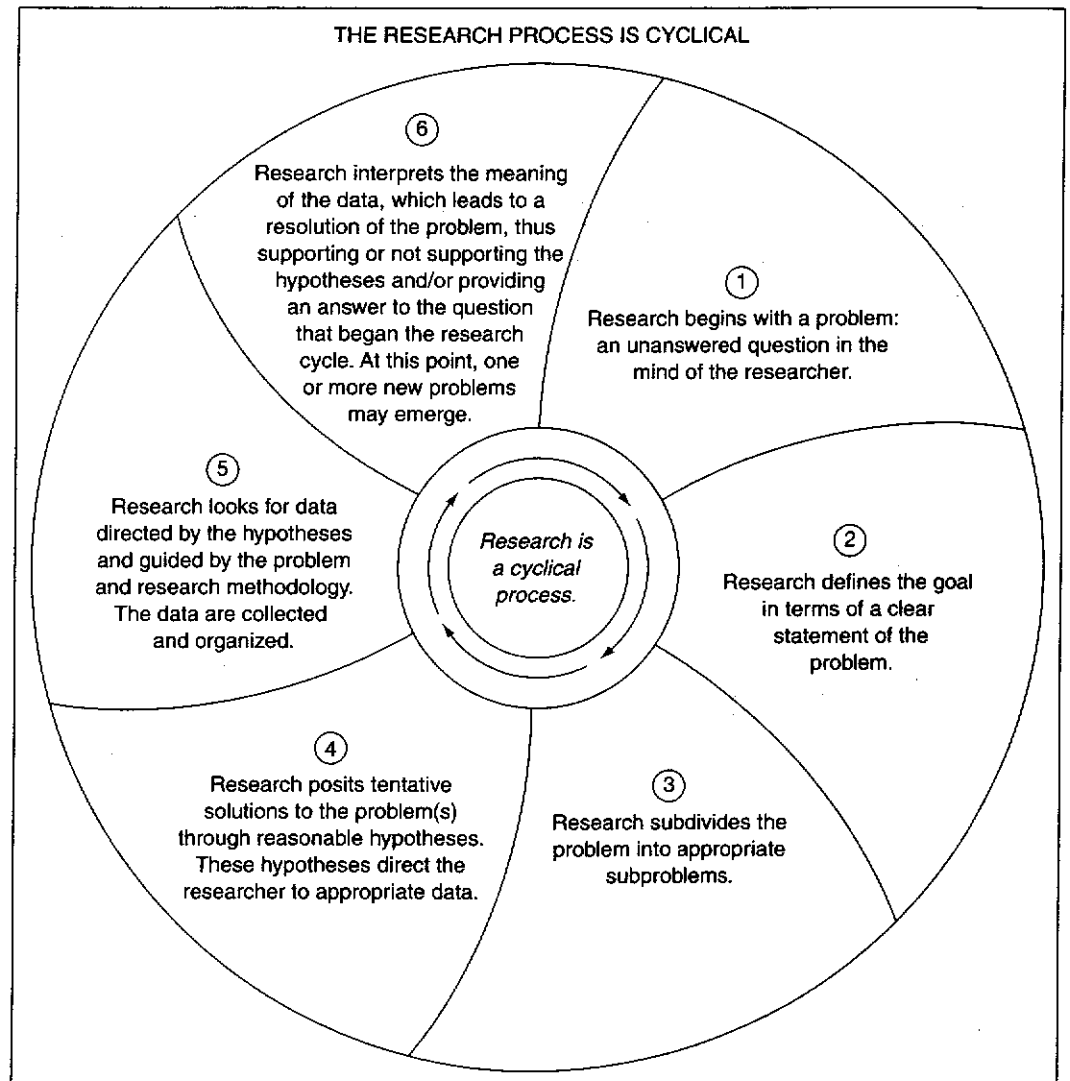 THE RESEARCH PROCESS IS CYCLICAL
1
Research begins with a problem:
an unanswered question in the
mind of the researcher.
2
Research defines the goal
in terms of a clear
statement of the
problem.
3
Research subdivides the
problem into appropriate
subproblems.
4
Research posits tentative
solutions to the problem(s)
through reasonable hypotheses.
These hypotheses direct the
researcher to appropriate data.
5
Research looks for data
directed by the hypotheses
and guided by the problem
and research methodology.
The data are collected
and organized.
6
Research interprets the meaning
of the data, which leads to a
resolution of the problem, thus
supporting or not supporting the
hypotheses and/or providing
an answer to the question
that began the research
cycle. At this point, one
or more new problems
may emerge.
Research is
a cyclical
process.